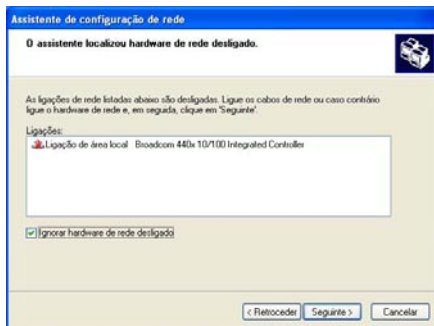 Assistente de configuração de rede
O assistente localizou hardware de rede desligado.
As ligações de rede listadas abaixo são desligadas. Ligue os cabos de rede ou caso contrário
ligue o hardware de rede e, em seguida, clique em 'Seguinte'.
Ligações:
Ligação de área local Broadcom 440x 10/100 Integrated Controller
Ignorar hardware de rede desligado
< Retroceder
Seguinte >
Cancelar